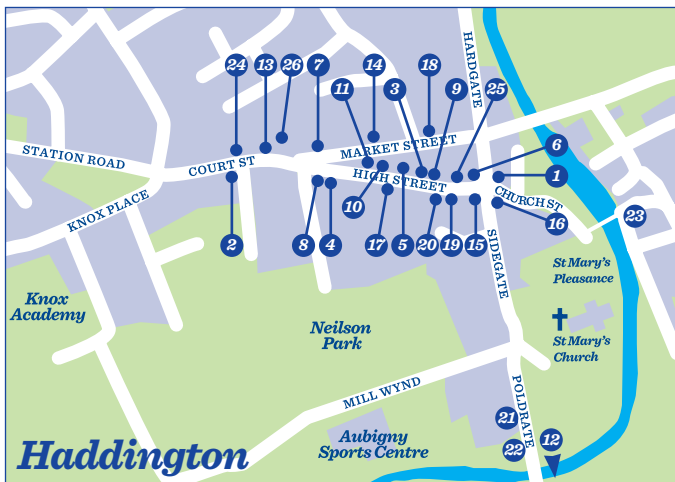 HARDGATE
24
13
26
7
14
18
11
3
9
25
6
1
STATION ROAD
COURT ST
MARKET STREET
HIGH STREET
CHURCH ST
KNOX PLACE
10
16
23
2
8
4
17
5
20
19
15
SIDEGATE
St Mary's
Pleasance
Knox
Academy
Neilson
Park
St Mary's
Church
MILL WYND
POLDRATE
21
22
12
Aubigny
Sports Centre
Haddington